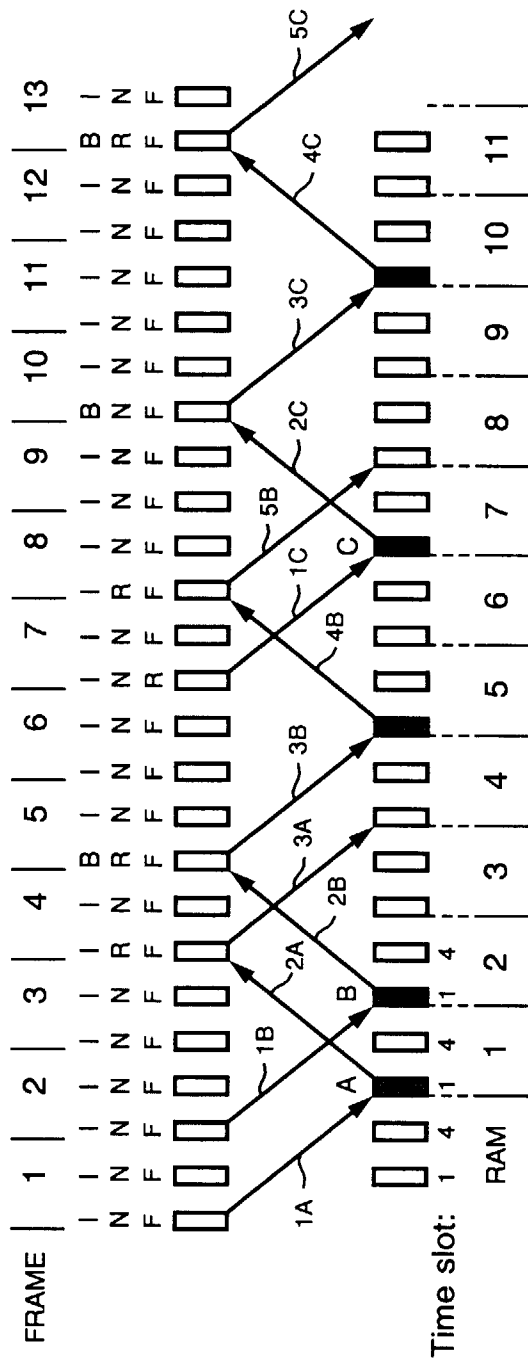 FRAME 1 2 3 4 5 6 7 8 9 10 11 12 13
I I I I I I I I B I I I I I I I I I B I I I I I B I
N N N N N N R N R N N N N N R N N N N N N N N N R N
F F F F F F F F F F F F R F F F F F F F F F F F F F
1A 1B 2A 2B 3A 3B 4B 1C 5B 2C 3C 4C 5C
A B C
Time slot: 1 4 1 4 1 4
RAM 1 2 3 4 5 6 7 8 9 10 11